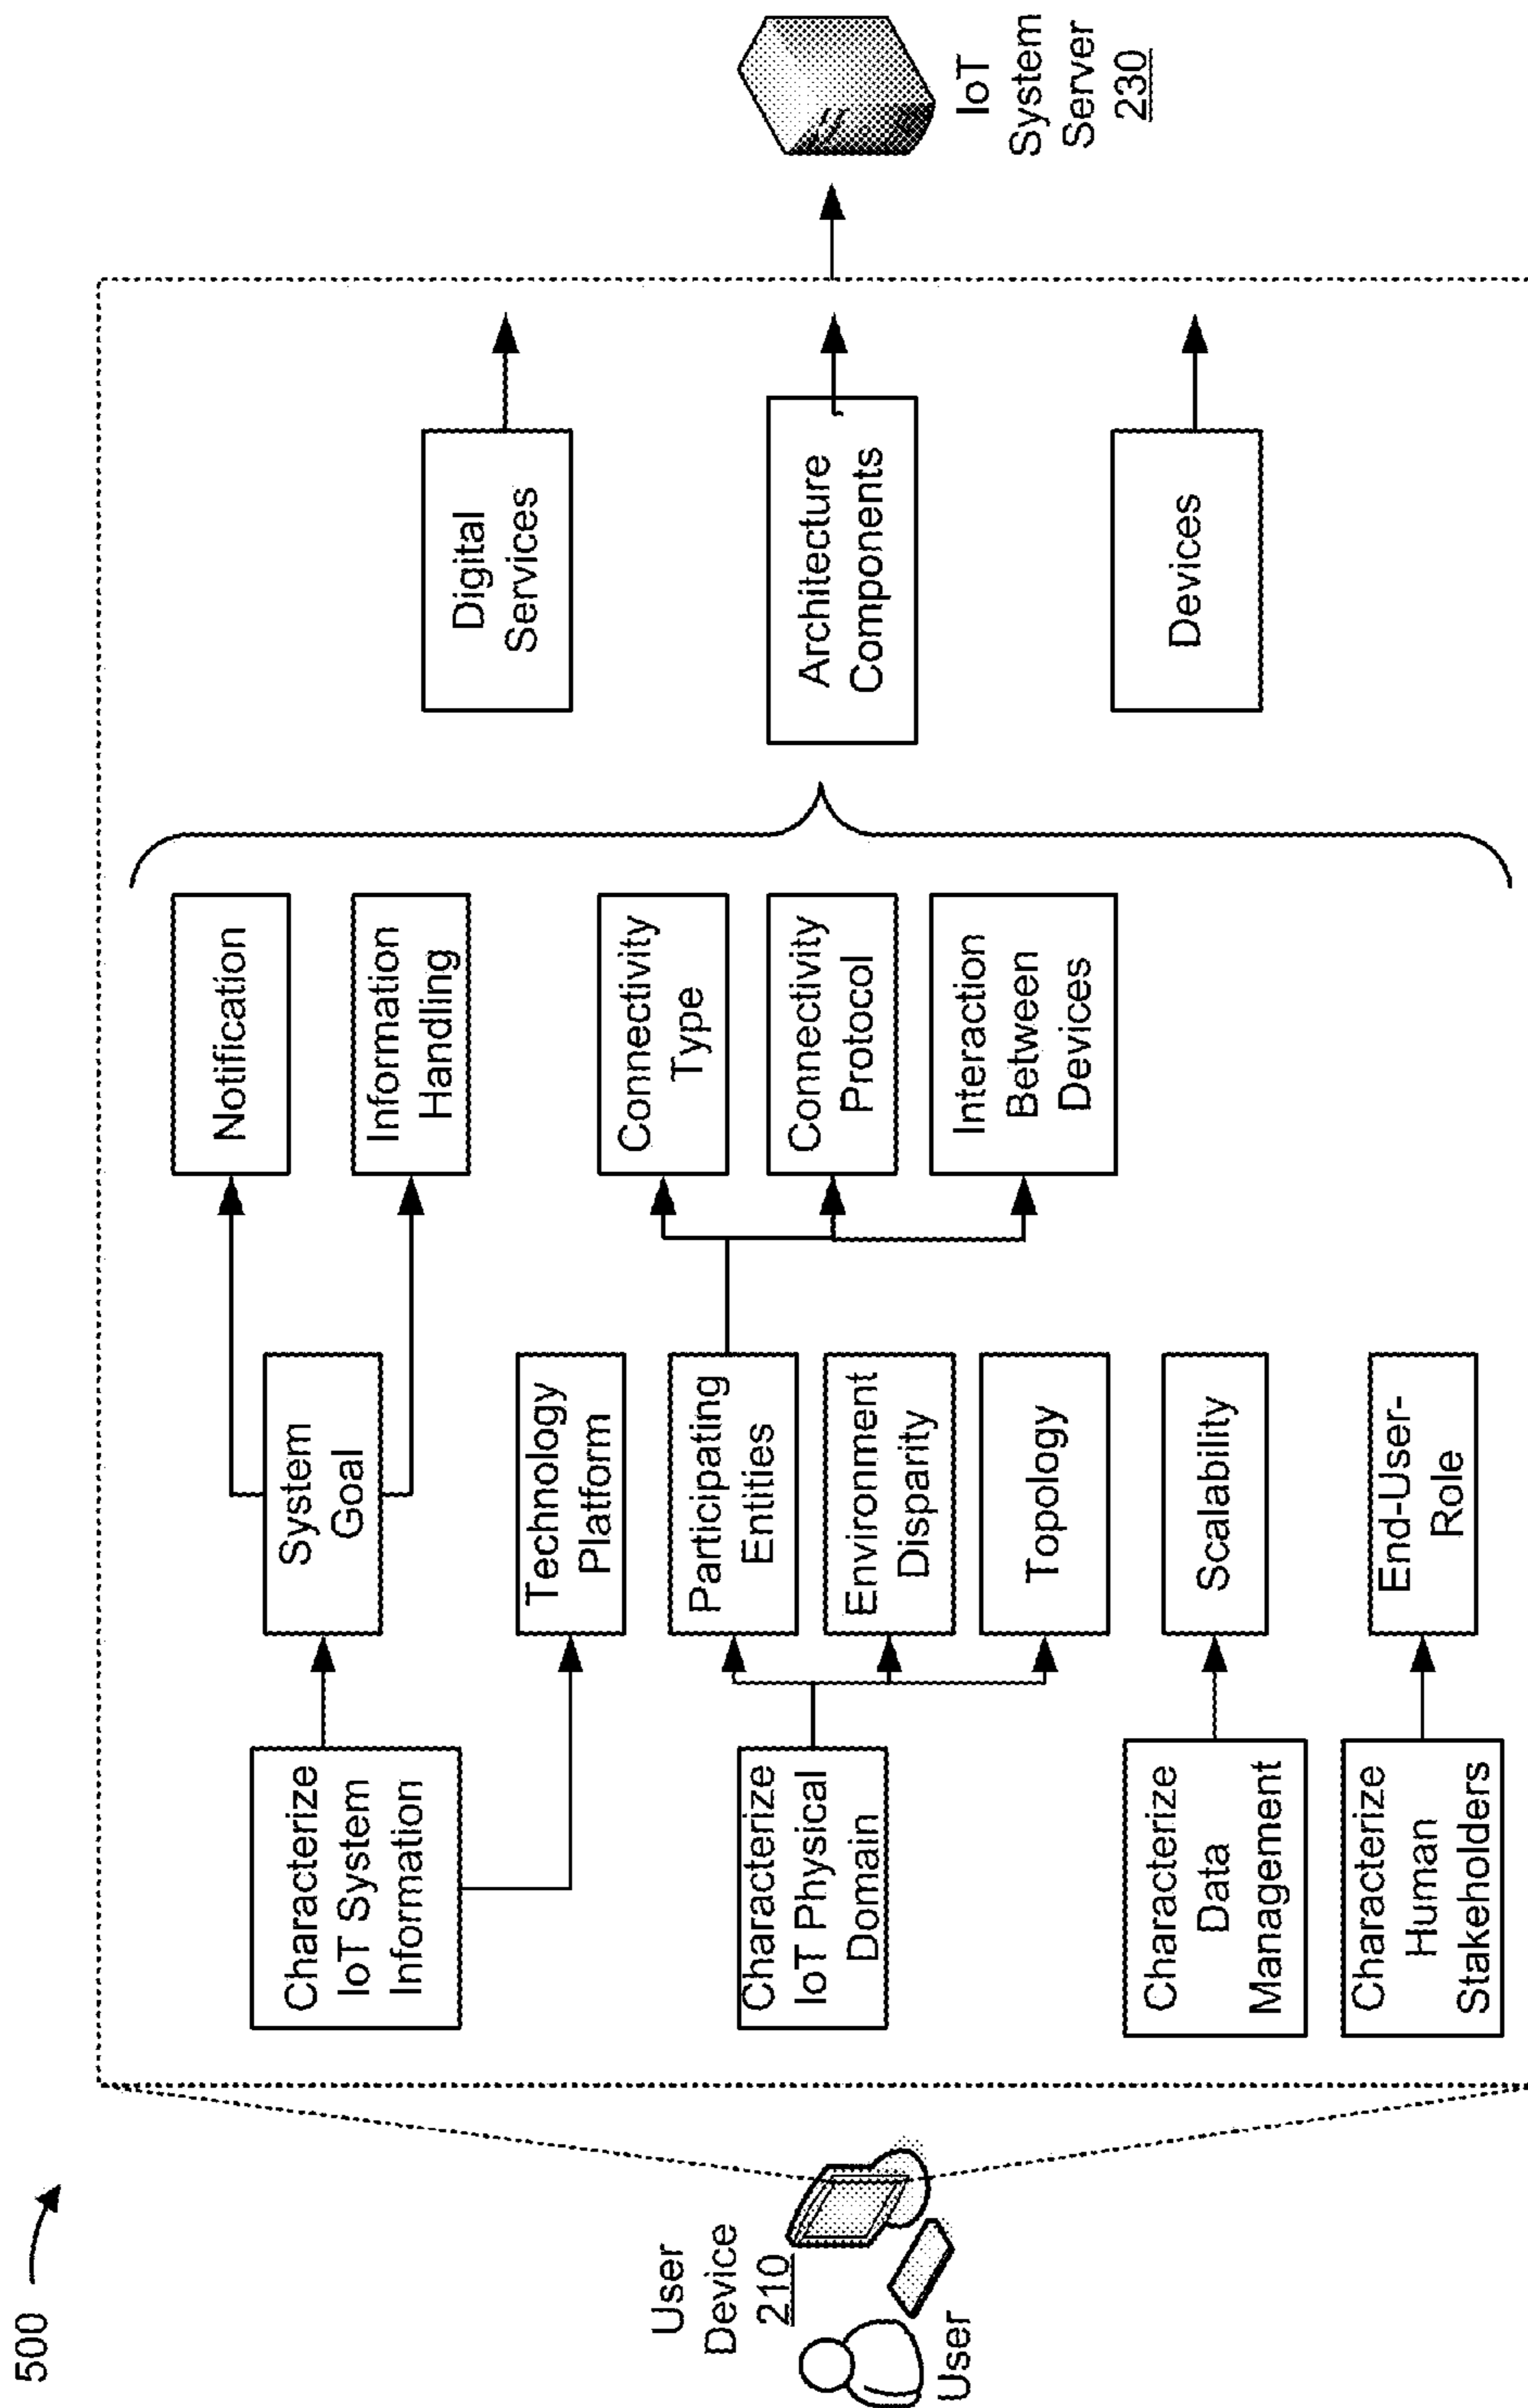 500
User
Device
210
User
Characterize
IoT System
Information
System
Goal
Notification
Information
Handling
Technology
Platform
Characterize
IoT Physical
Domain
Participating
Entities
Environment
Disparity
Topology
Connectivity
Type
Connectivity
Protocol
Interaction
Between
Devices
Characterize
Data
Management
Scalability
Characterize
Human
Stakeholders
End-User-
Role
Digital
Services
Architecture
Components
Devices
IoT
System
Server
230